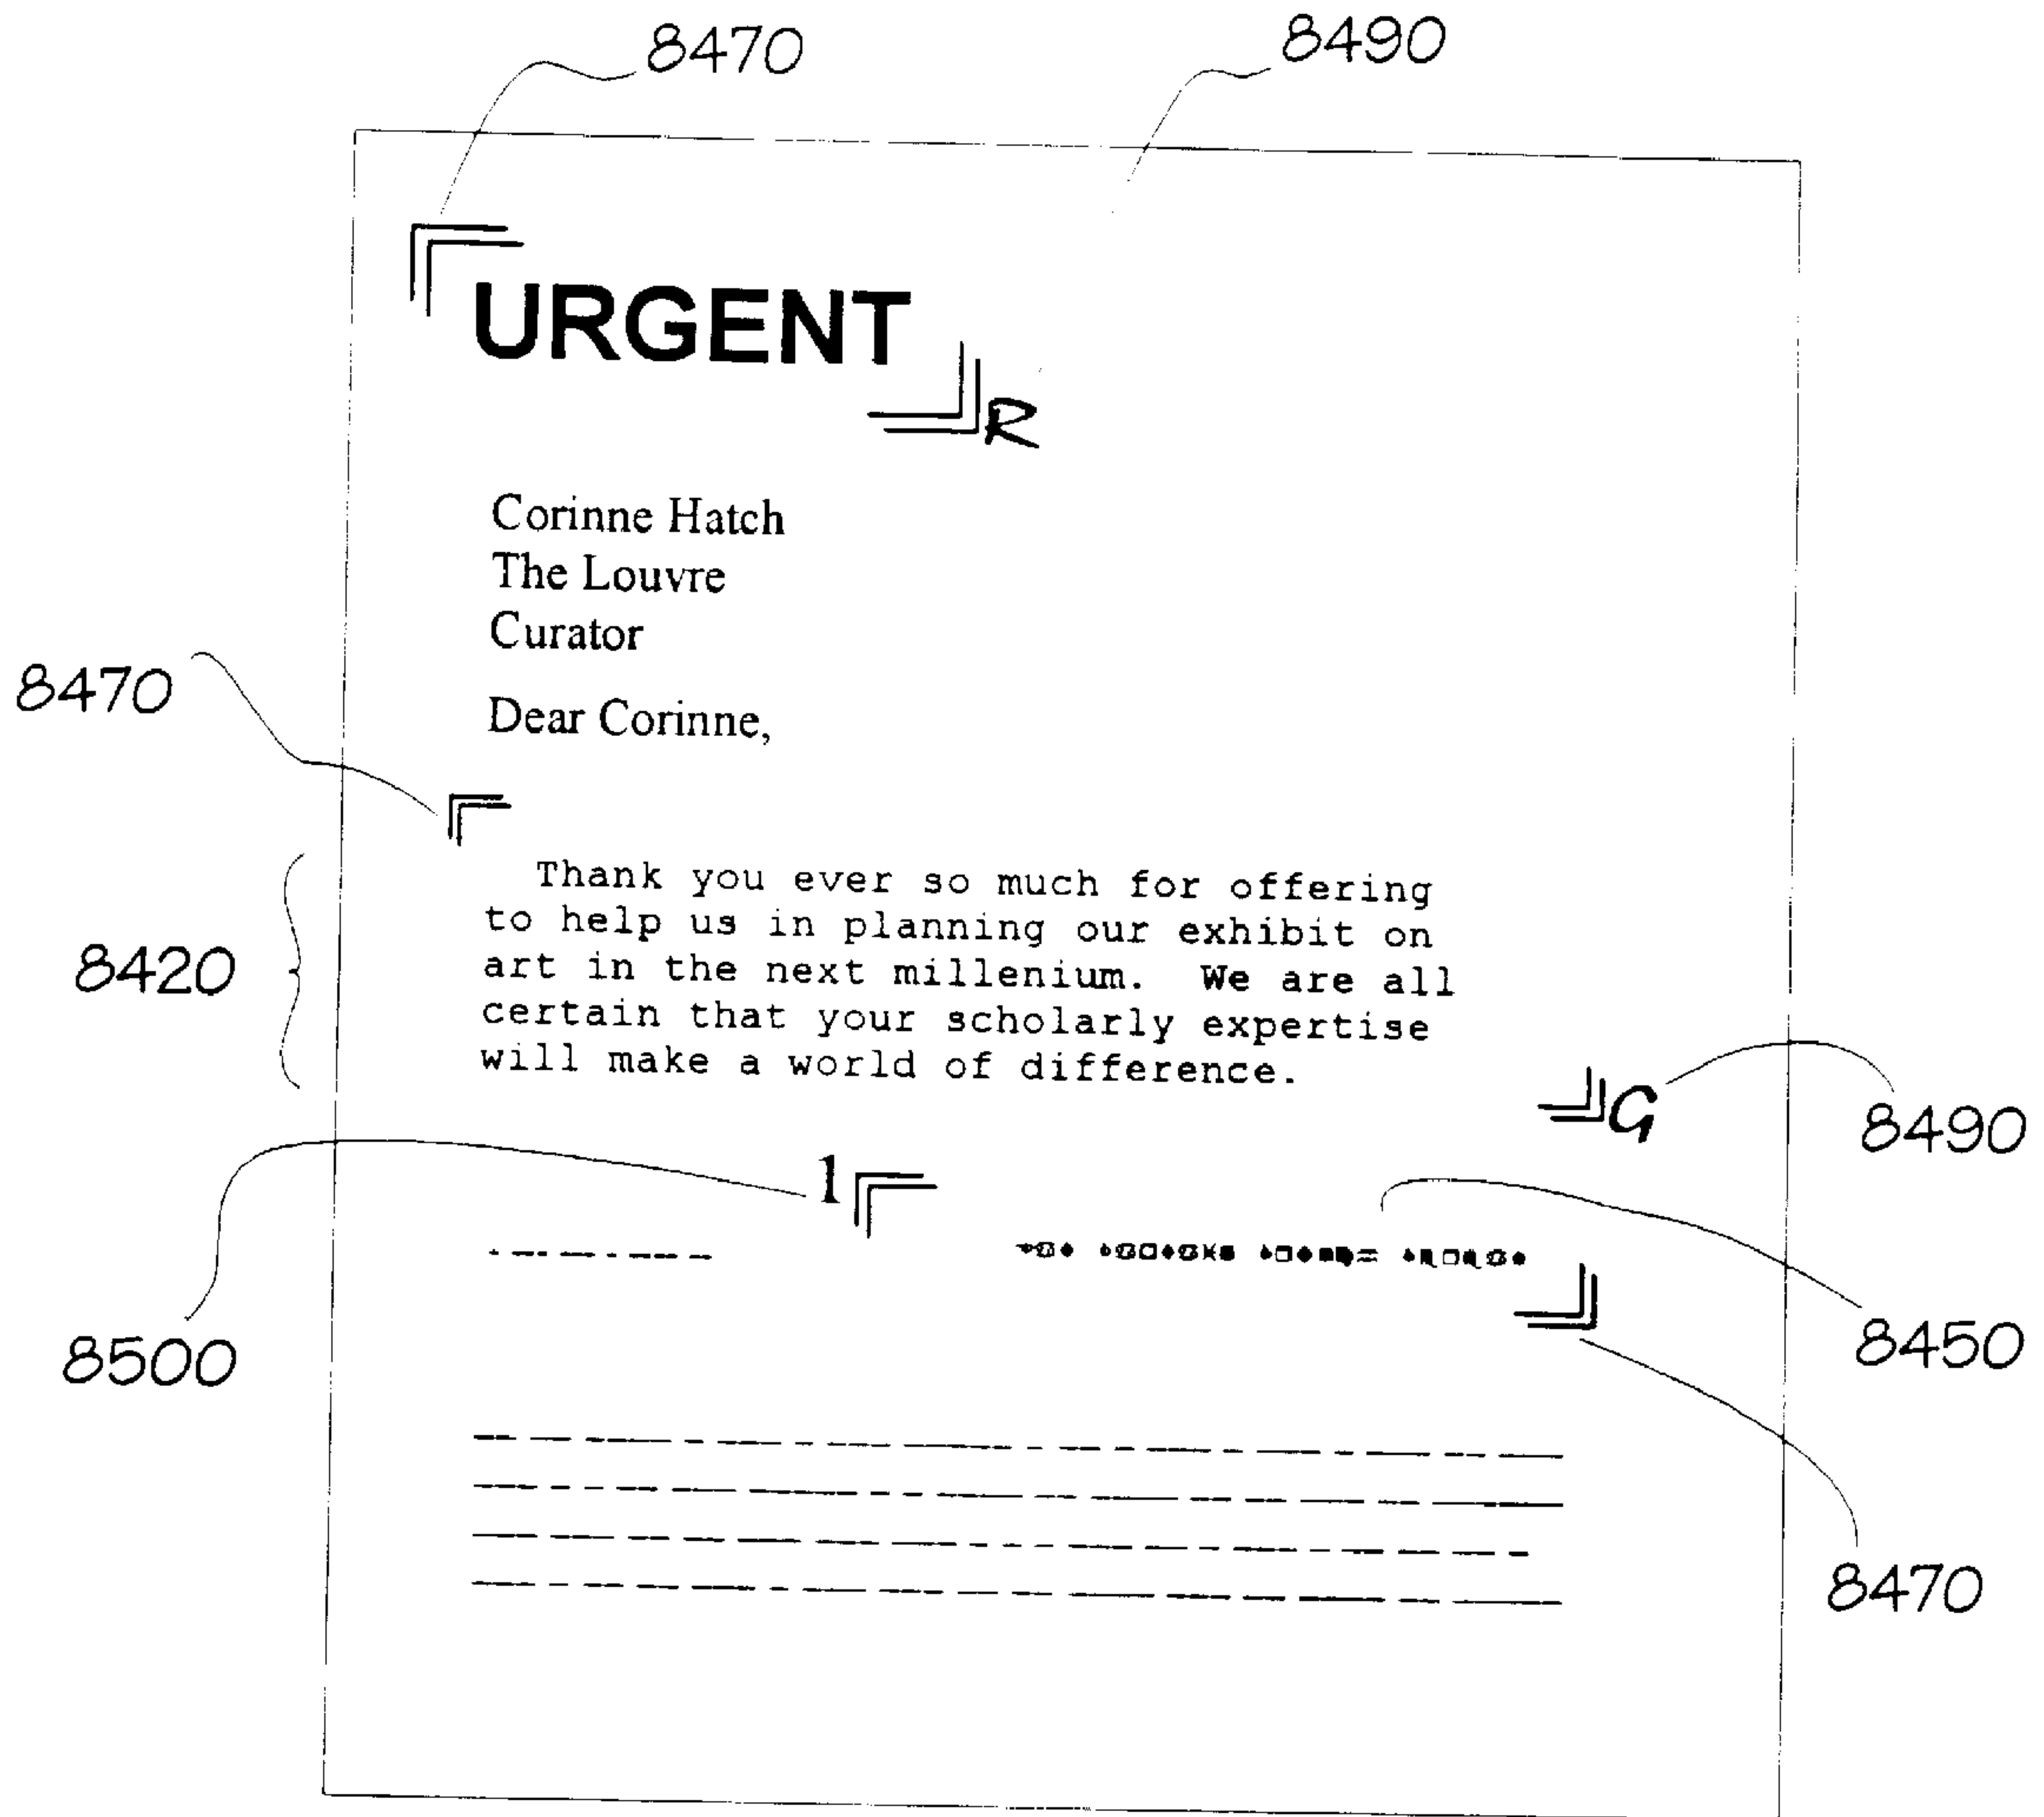 8470
8490
URGENT
R
Corinne Hatch
The Louvre
Curator
8470
Dear Corinne,
Thank you ever so much for offering
to help us in planning our exhibit on
art in the next millenium.  We are all
8420
certain that your scholarly expertise
will make a world of difference.
G
8490
1
8500
8450
8470